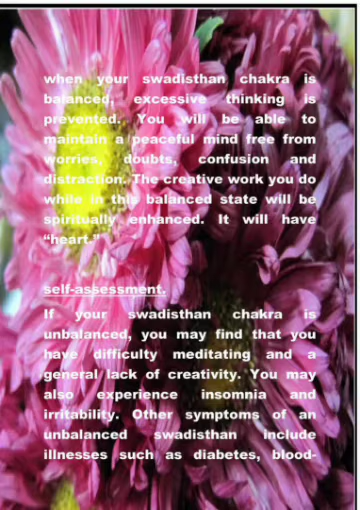 when your swadisthan chakra is
balanced, excessive thinking is
prevented. You will be able to
maintain a peaceful mind free from
worries, doubts, confusion and
distraction. The creative work you do
while in this balanced state will be
spiritually enhanced. It will have
“heart.”
self-assessment.
If your swadisthan chakra is
unbalanced, you may find that you
have difficulty meditating and a
general lack of creativity. You may
also experience insomnia and
irritability. Other symptoms of an
unbalanced swadisthan include
illnesses such as diabetes, blood-